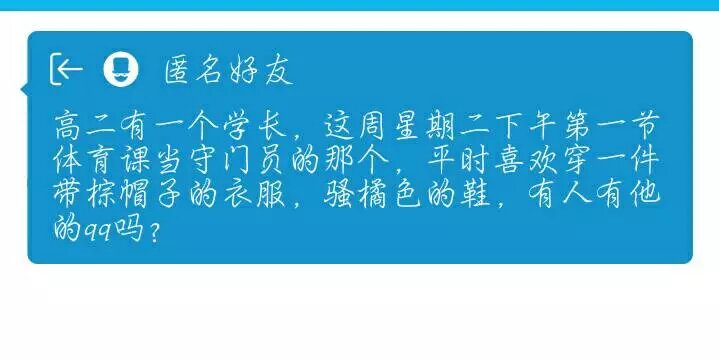 匿名好友
高二有一个学长，这周星期二下午第一节
体育课当守门员的那个，平时喜欢穿一件
带棕帽子的衣服，骚橘色的鞋，有人有他
的qq吗？